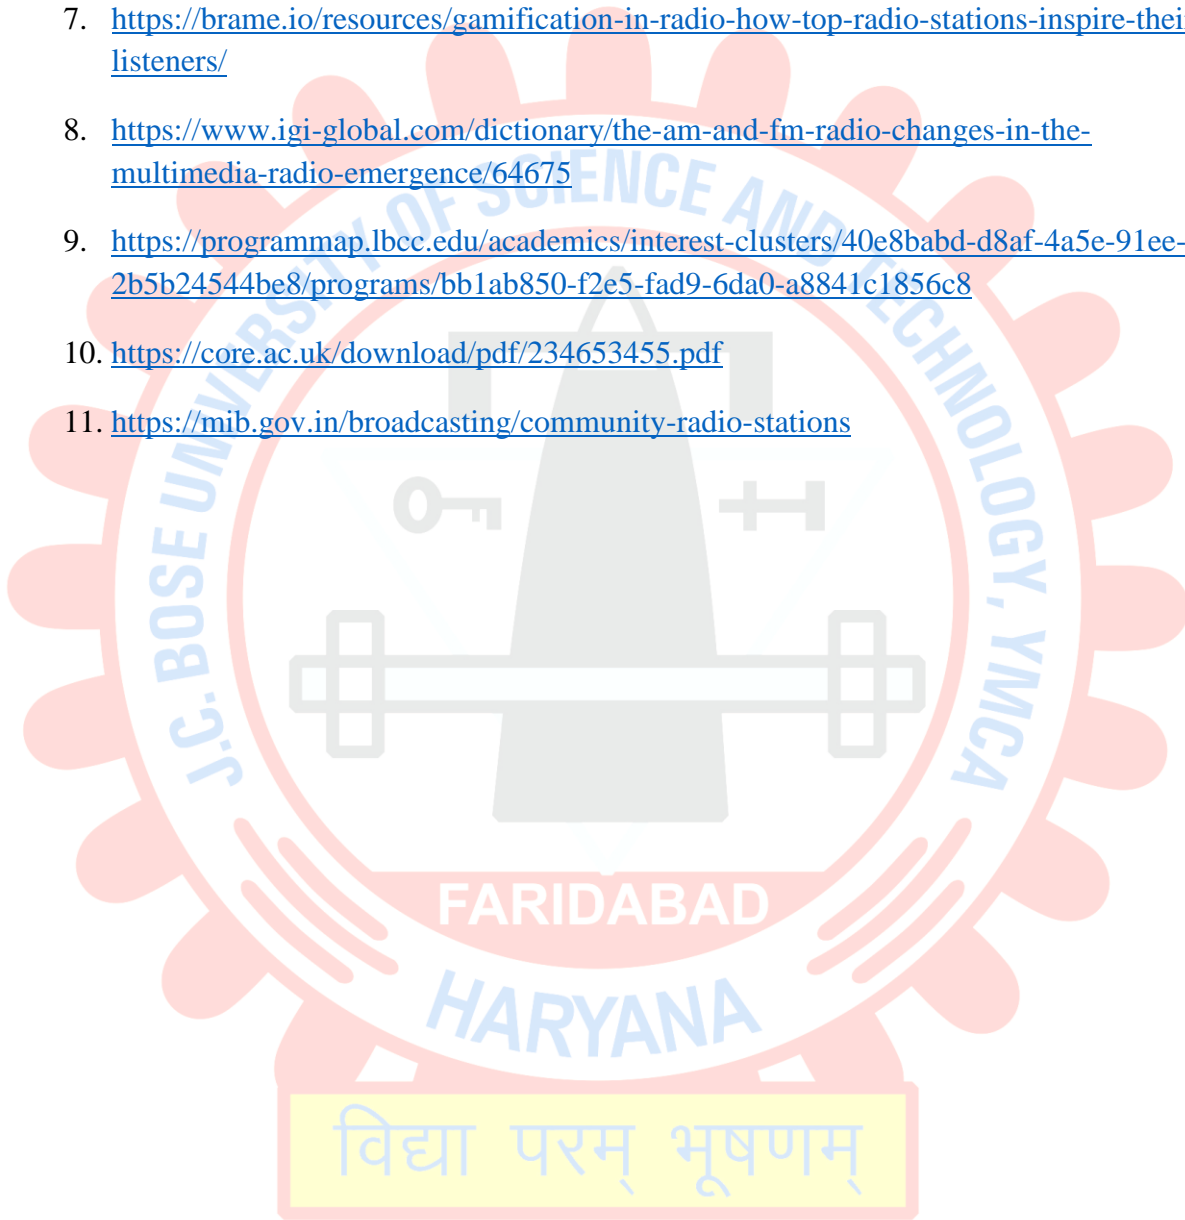 7. https://brame.io/resources/gamification-in-radio-how-top-radio-stations-inspire-thei
listeners/
8. https://www.igi-global.com/dictionary/the-am-and-fm-radio-changes-in-the-
multimedia-radio-emergence/64675
9. https://programmap.lbcc.edu/academics/interest-clusters/40e8babd-d8af-4a5e-91ee-
2b5b24544be8/programs/bb1ab850-f2e5-fad9-6da0-a8841c1856c8
10. https://core.ac.uk/download/pdf/234653455.pdf
11. https://mib.gov.in/broadcasting/community-radio-stations
J.C. BOSE UNIVERSITY OF SCIENCE AND TECHNOLOGY, YMCA
FARIDABAD
HARYANA
विद्या परम् भूषणम्